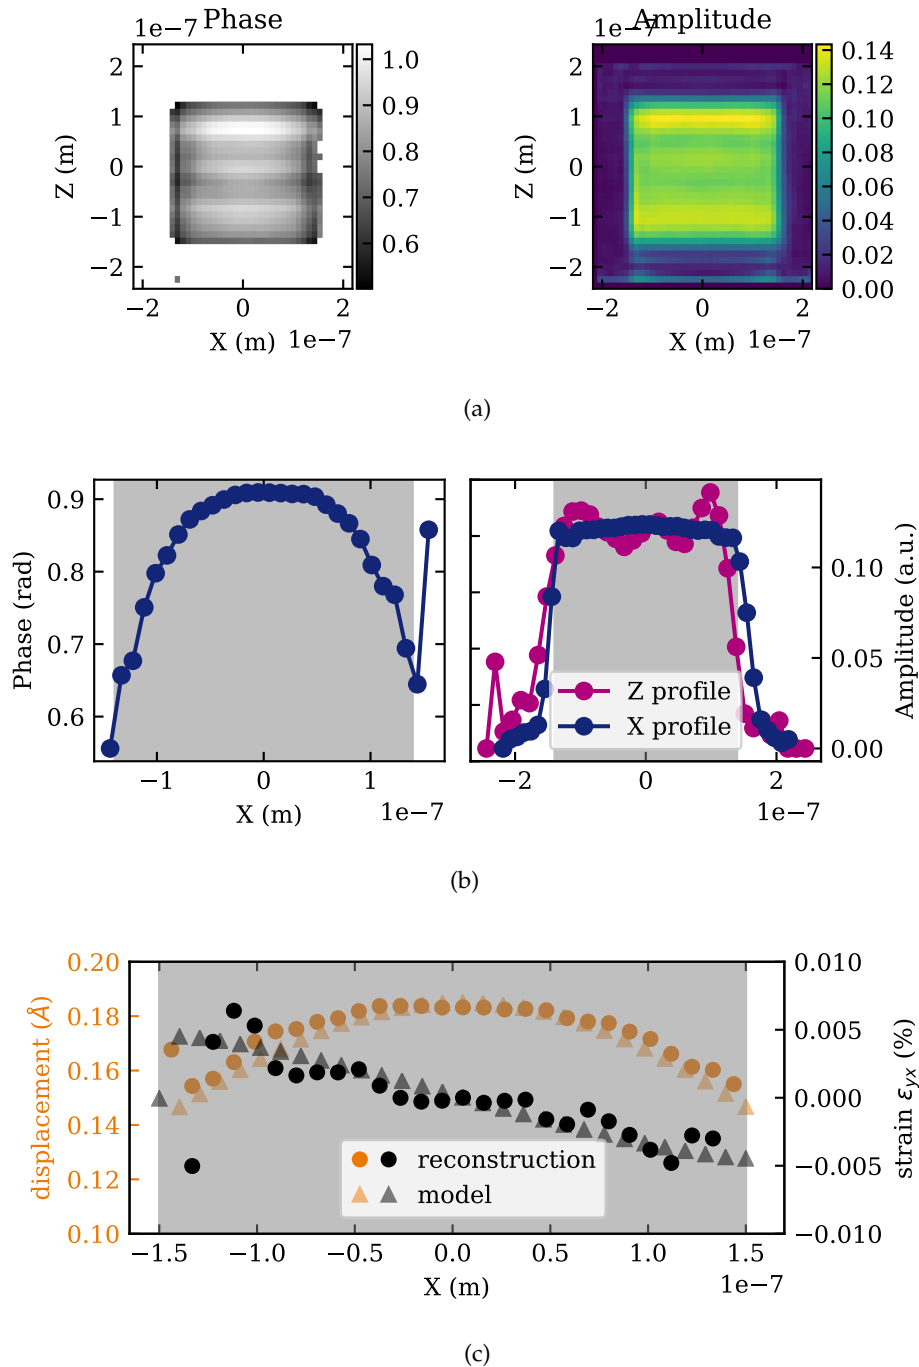 1e−7 Phase
2
1
0
−1
−2
Z (m)
−2 0 2
X (m) 1e−7
1.0
0.9
0.8
0.7
0.6
1e−7 Amplitude
2
1
0
−1
−2
Z (m)
−2 0 2
X (m) 1e−7
0.14
0.12
0.10
0.08
0.06
0.04
0.02
0.00
(a)
0.9
0.8
0.7
0.6
Phase (rad)
−1 0 1
X (m) 1e−7
Z profile
X profile
0.10
0.05
0.00
Amplitude (a.u.)
−2 0 2
1e−7
(b)
0.20
0.18
0.16
0.14
0.12
0.10
displacement (Å)
reconstruction
model
0.010
0.005
0.000
−0.005
−0.010
strain εyx (%)
−1.5 −1.0 −0.5 0.0 0.5 1.0 1.5
X (m) 1e−7
(c)